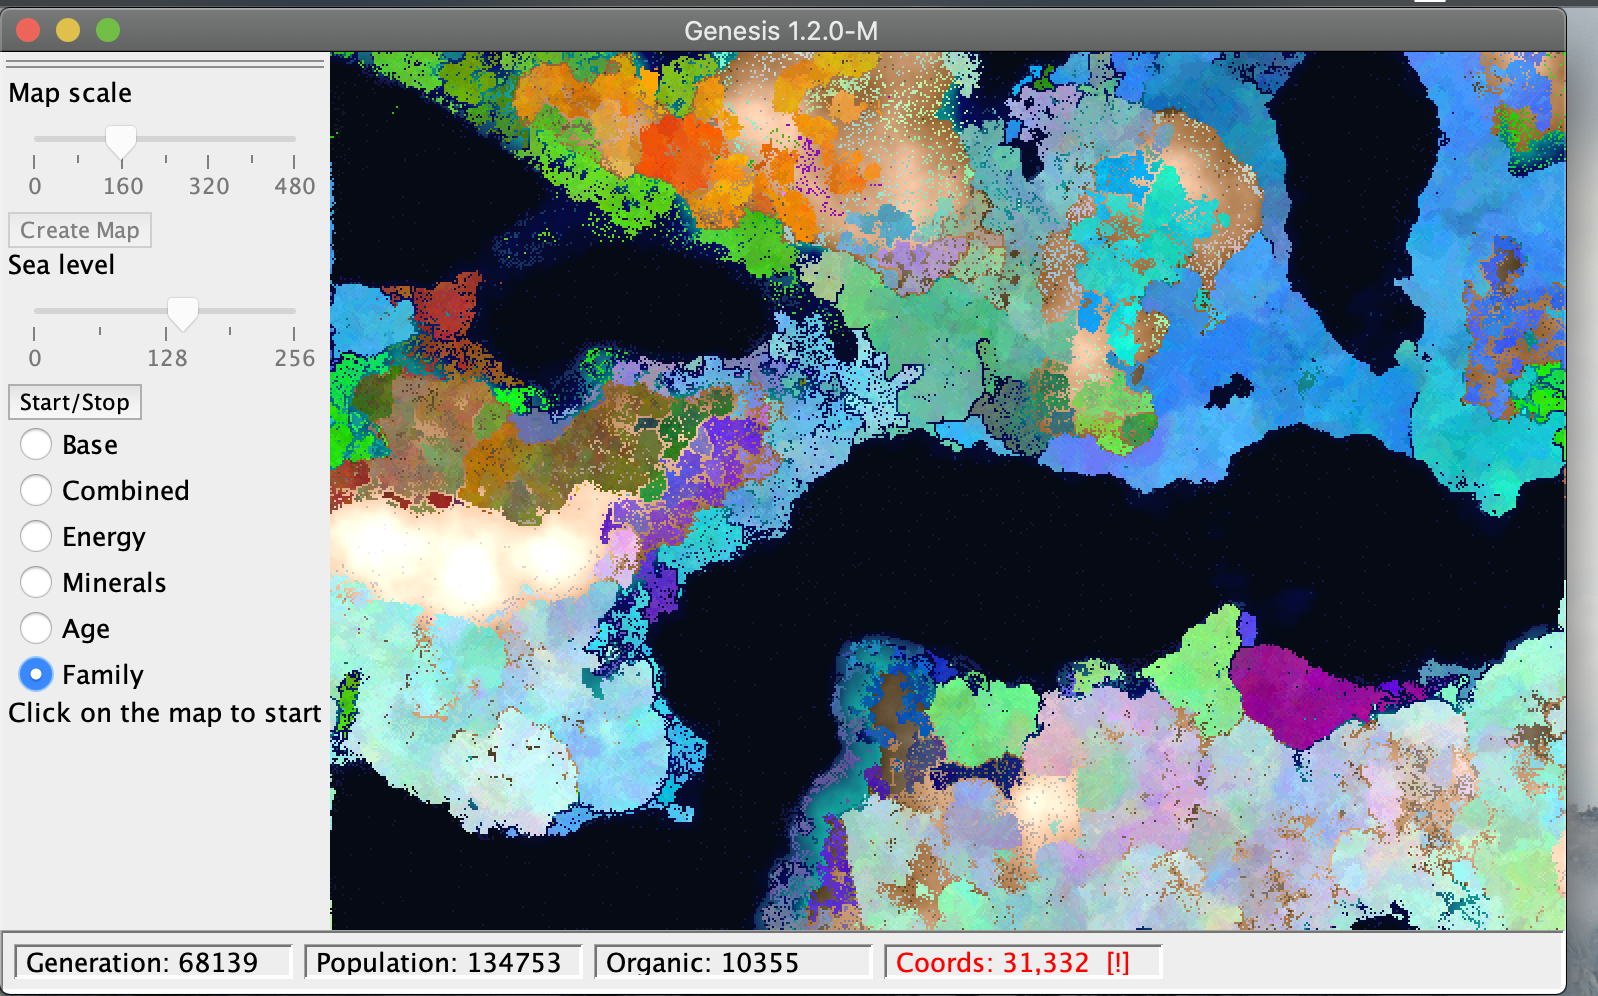 Genesis 1.2.0-M
Map scale
0 160 320 480
Create Map
Sea level
0 128 256
Start/Stop
Base
Combined
Energy
Minerals
Age
Family
Click on the map to start
Generation: 68139 Population: 134753 Organic: 10355 Coords: 31,332 [!]